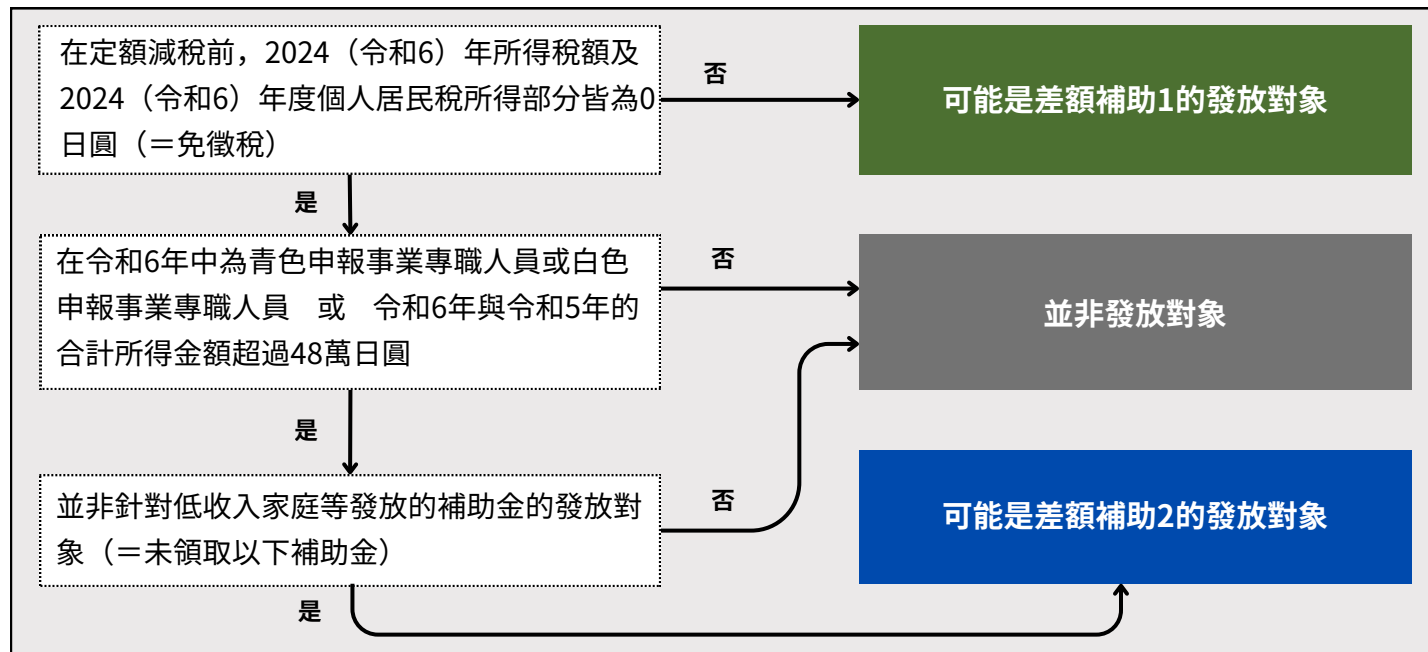 在定額減稅前，2024（令和6）年所得稅額及
2024（令和6）年度個人居民稅所得部分皆為0
日圓（＝免徵稅）
否
可能是差額補助1的發放對象
是
在令和6年中為青色申報事業專職人員或白色
申報事業專職人員　或　令和6年與令和5年的
合計所得金額超過48萬日圓
否
並非發放對象
是
並非針對低收入家庭等發放的補助金的發放對
象（＝未領取以下補助金）
否
可能是差額補助2的發放對象
是